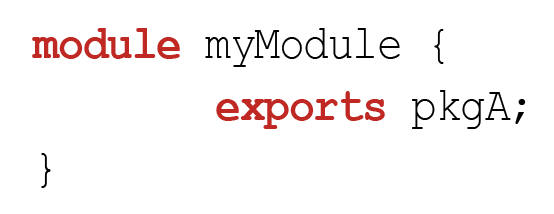 module myModule {
exports pkgA;
}